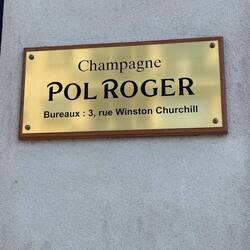 Champagne
POL ROGER
Bureaux : 3, rue Winston Churchill